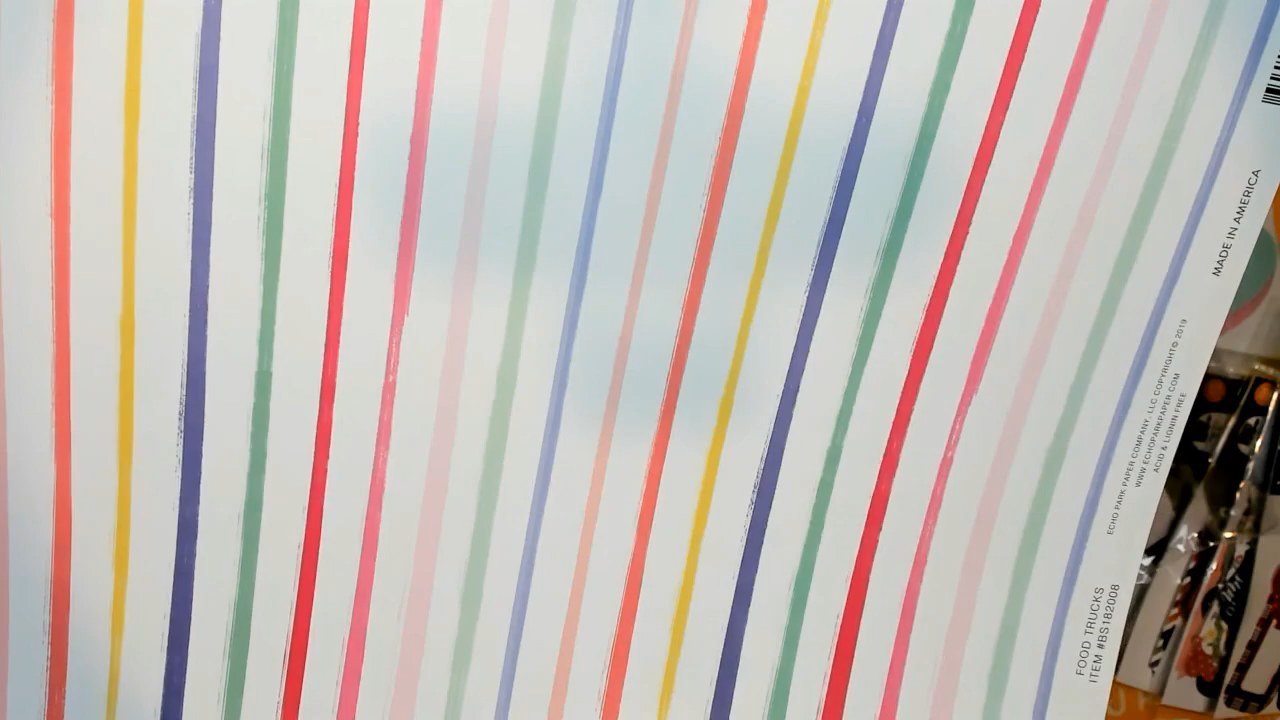 FOOD TRUCKS
ITEM #BS182008
ECHO PARK PAPER COMPANY, LLC COPYRIGHT© 2019
WWW.ECHOPARKPAPER.COM
ACID & LIGNIN FREE
MADE IN AMERICA